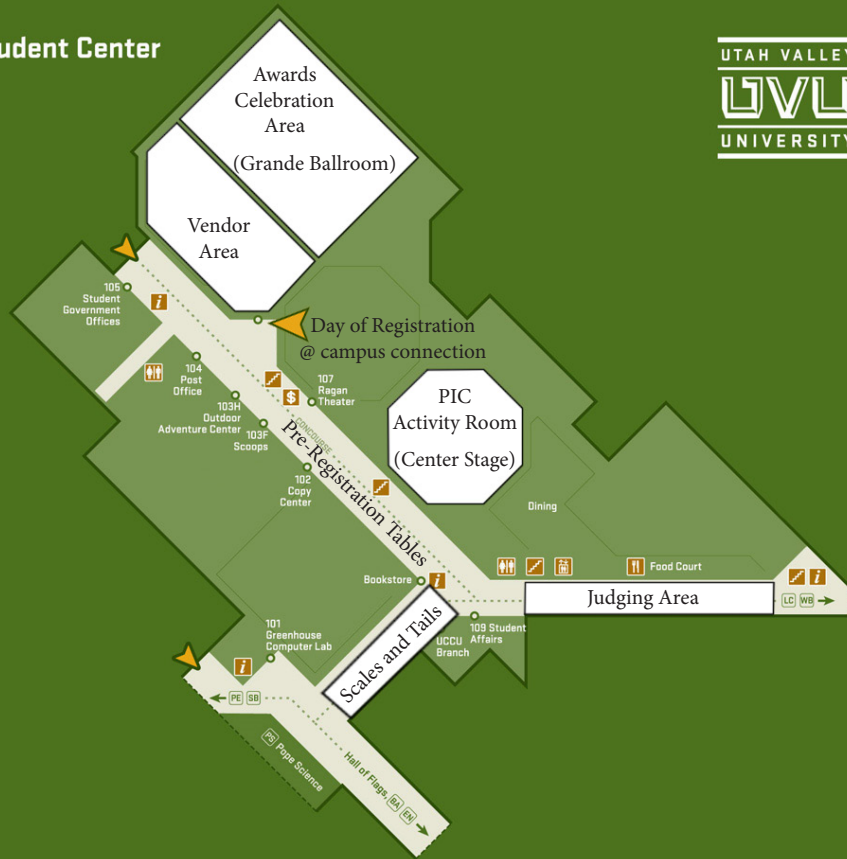 tudent Center
UTAH VALLEY
UVU
UNIVERSITY
Awards
Celebration
Area
(Grande Ballroom)
Vendor
Area
105
Student
Government
Offices
i
Day of Registration
@ campus connection
104
Post
Office
107
Ragan
Theater
$
103H
Outdoor
Adventure Center
103F
Scoops
CONCOURSE
Pre-Registration Tables
102
Copy
Center
PIC
Activity Room
(Center Stage)
Dining
Food Court
Bookstore
i
Judging Area
i
LC WB
Scales and Tails
UCCU
Branch
109 Student
Affairs
101
Greenhouse
Computer Lab
i
PE SB
PS Pope Science
Hall of Flags, BA EN